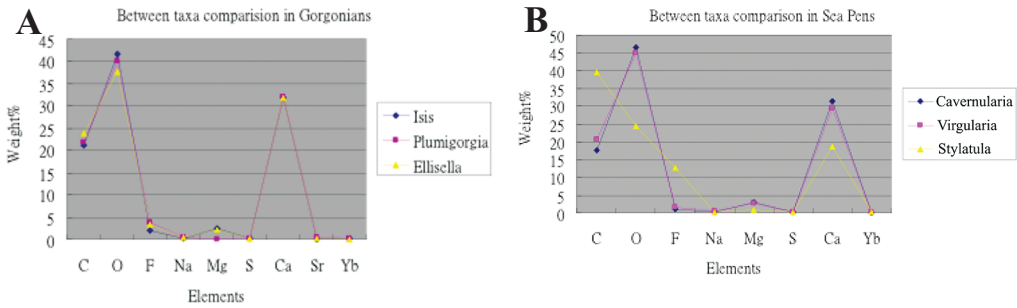 A
Between taxa comparision in Gorgonians
Weight%
45
40
35
30
25
20
15
10
5
0
C O F Na Mg S Ca Sr Yb
Elements
Isis
Plumigorgia
Ellisella
B
Between taxa comparison in Sea Pens
Weight%
50
45
40
35
30
25
20
15
10
5
0
C O F Na Mg S Ca Yb
Elements
Cavernularia
Virgularia
Stylatula